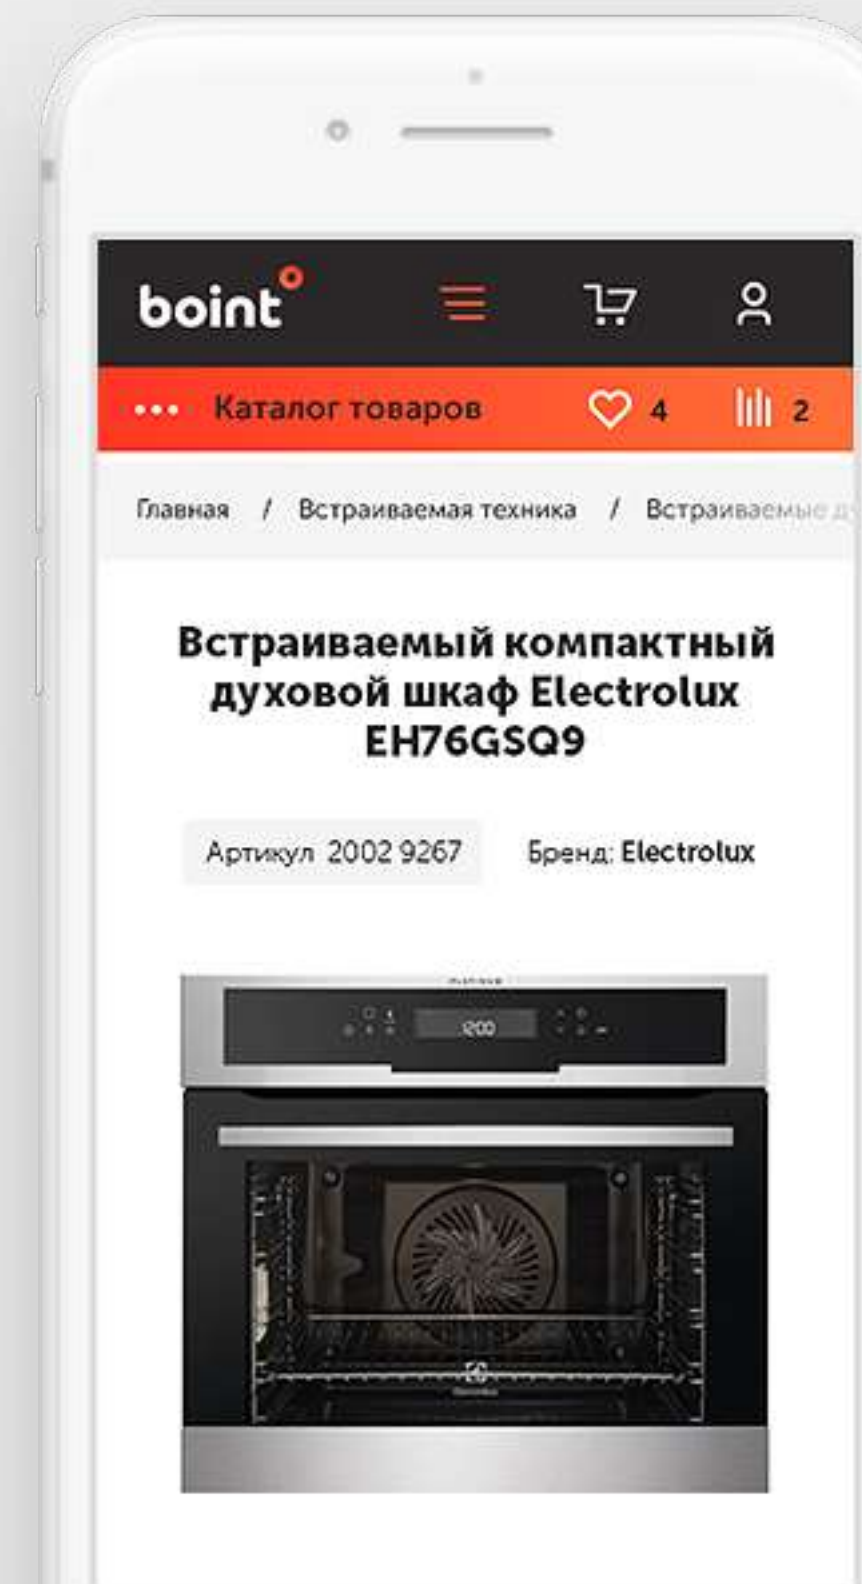 boint
Каталог товаров 4 2
Главная / Встраиваемая техника / Встраиваемые
Встраиваемый компактный
духовой шкаф Electrolux
EH76GSQ9
Артикул 2002 9267 Бренд: Electrolux
1200